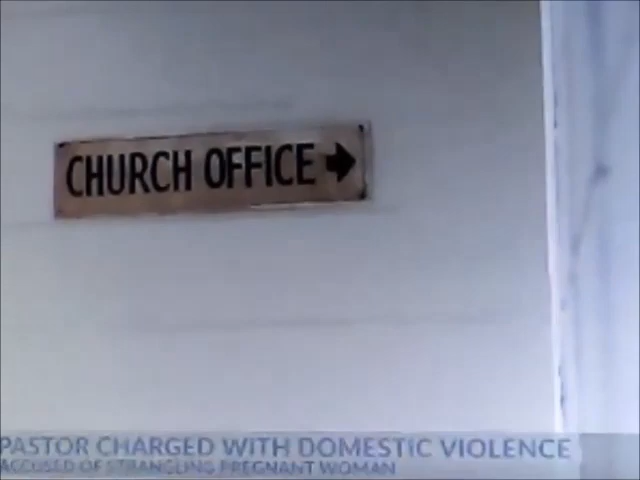 CHURCH OFFICE →
PASTOR CHARGED WITH DOMESTIC VIOLENCE
ACCUSED OF STRANGLING PREGNANT WOMAN